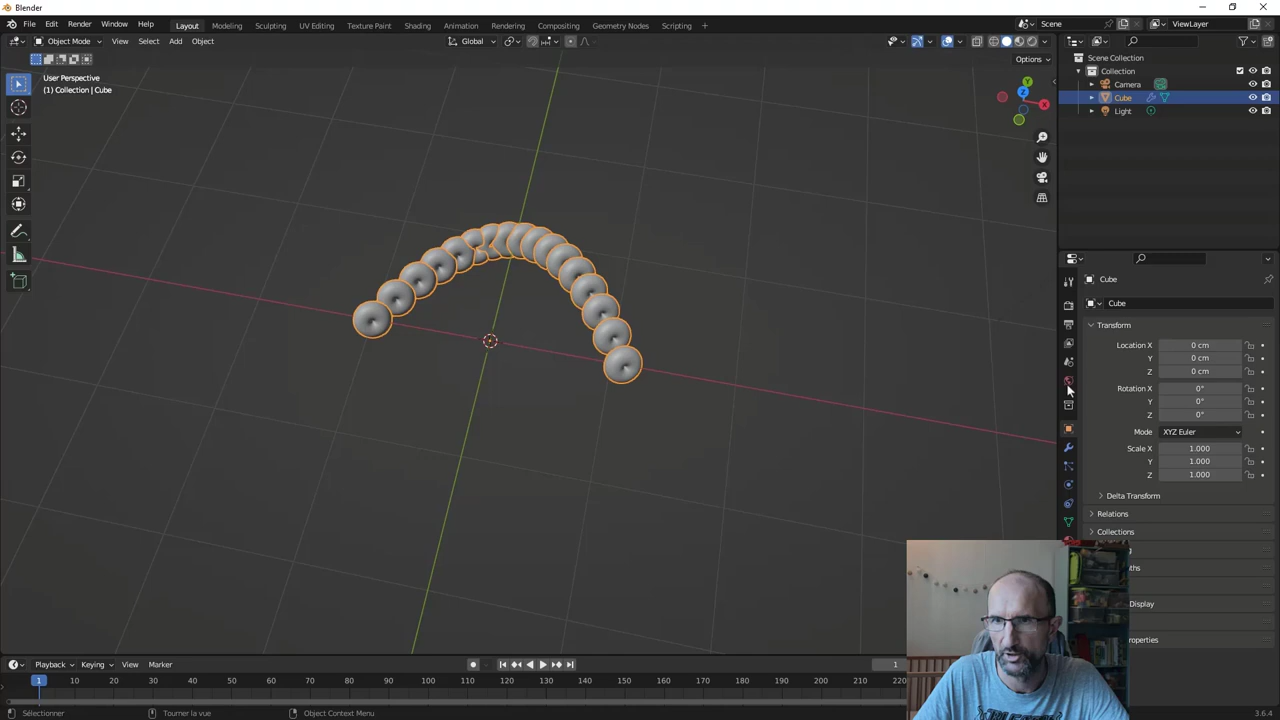 Blender
File Edit Render Window Help Layout Modeling Sculpting UV Editing Texture Paint Shading Animation Rendering Compositing Geometry Nodes Scripting + Scene ViewLayer
Object Mode View Select Add Object Global
Options
User Perspective
(1) Collection | Cube
Y
Z
X
Scene Collection
Collection
Camera
Cube
Light
Cube
Cube
Transform
Location X 0 cm
Y 0 cm
Z 0 cm
Rotation X 0°
Y 0°
Z 0°
Mode XYZ Euler
Scale X 1.000
Y 1.000
Z 1.000
Delta Transform
Relations
Collections
Display
Playback Keying View Marker 1
1 10 20 30 40 50 60 70 80 90 100 110 120 130 140 150 160 170 180 190 200 210 220
Sélectionner Tourner la vue Object Context Menu 3.6.4